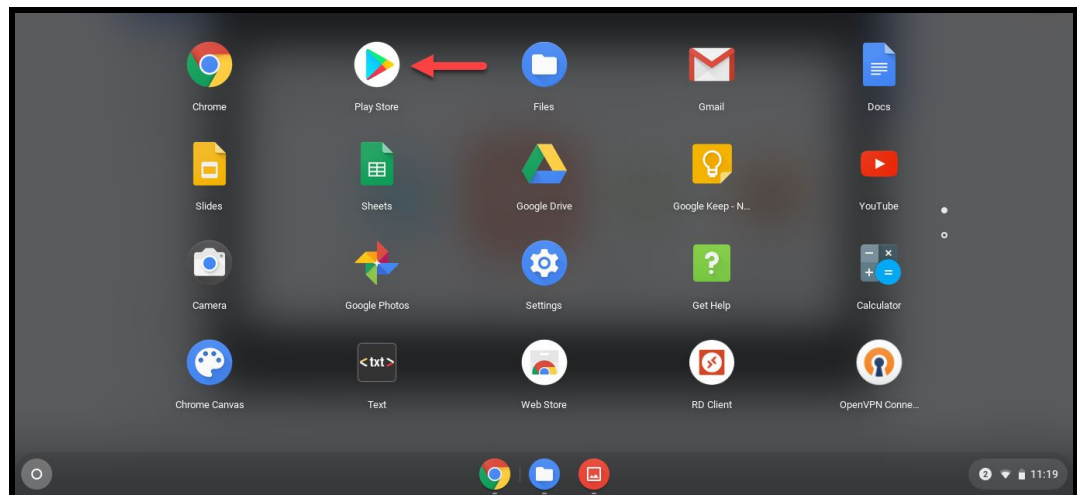 Chrome
Play Store
Files
Gmail
Docs
Slides
Sheets
Google Drive
Google Keep - N...
YouTube
Camera
Google Photos
Settings
? Get Help
Calculator
Chrome Canvas
<txt>
Text
Web Store
RD Client
OpenVPN Conne...
2 11:19